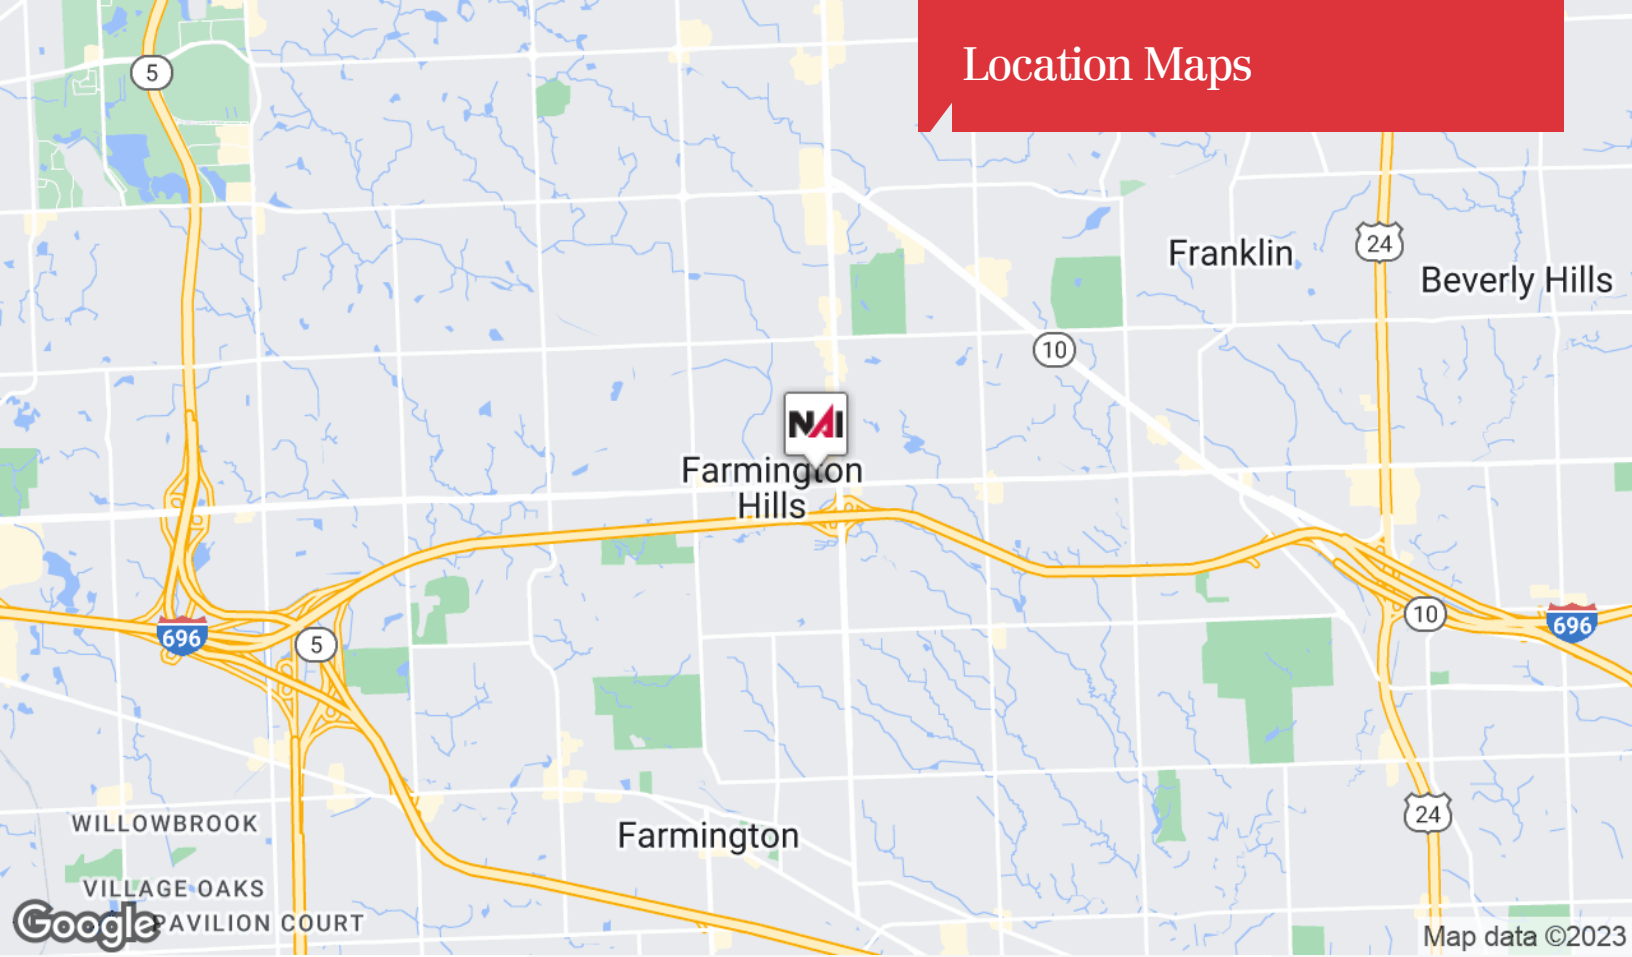 Location Maps
5
24
Franklin
Beverly Hills
10
NAI
Farmington
Hills
696
5
10
696
24
WILLOWBROOK
Farmington
VILLAGE OAKS
Google
PAVILION COURT
Map data ©2023